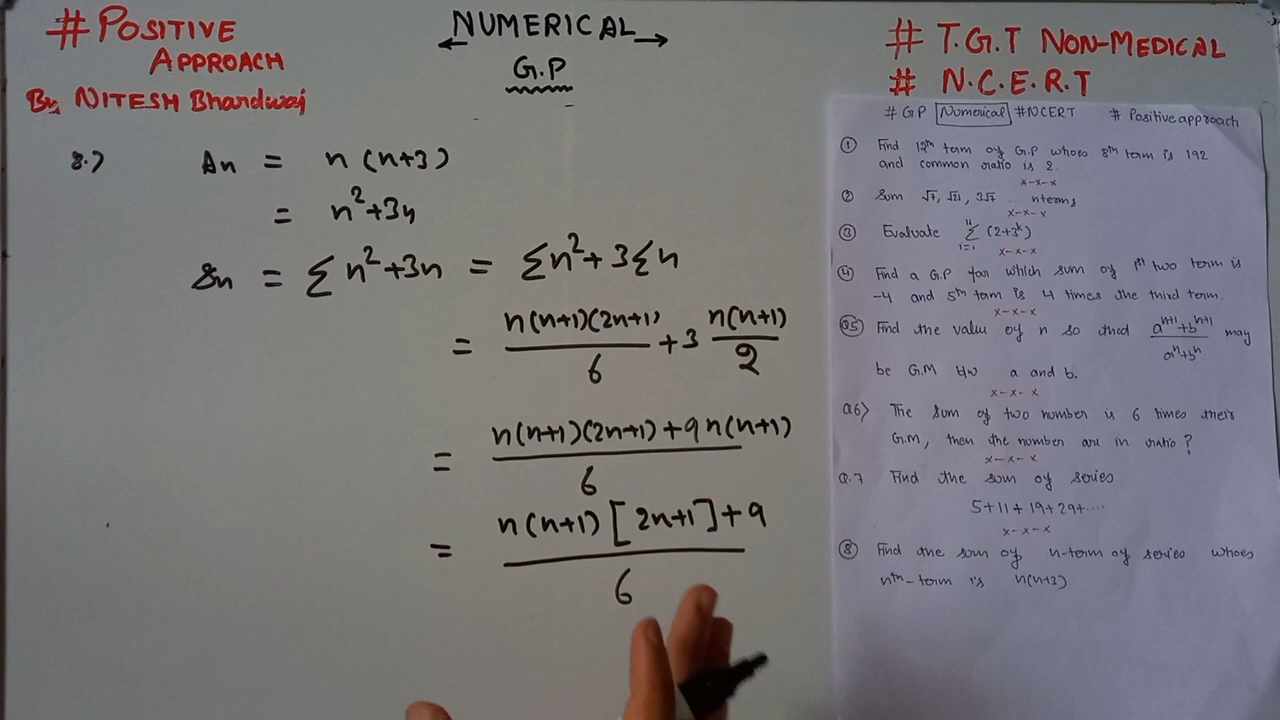 # POSITIVE
APPROACH
By NITESH Bhardwaj
NUMERICAL
G.P
# T.G.T NON-MEDICAL
# N.C.E.R.T
8.7 An = n(n+3)
= n²+3n
Sn = Σn²+3n = Σn²+3Σn
= n(n+1)(2n+1)/6 + 3 n(n+1)/2
= n(n+1)(2n+1)+9n(n+1)/6
= n(n+1)[2n+1]+9/6
# GP Numerical #NCERT # Positive approach
① Find 12th term of G.P whose 8th term is 192
and common ratio is 2.
x-x-x
② Sum √7, √21, 3√7 ... n terms
x-x-x
③ Evaluate Σ (2+3^k)
x-x-x
④ Find a G.P for which sum of 1st two term is
-4 and 5th term is 4 times the third term.
x-x-x
Q5) Find the value of n so that a^n+1+b^n+1/a^n+b^n may
be G.M b/w a and b.
x-x-x
Q6) The sum of two number is 6 times their
G.M, then the number are in ratio?
x-x-x
Q.7 Find the sum of series
5+11+19+29+....
x-x-x
⑧ Find the sum of n-term of series whoes
nth-term is n(n+3)